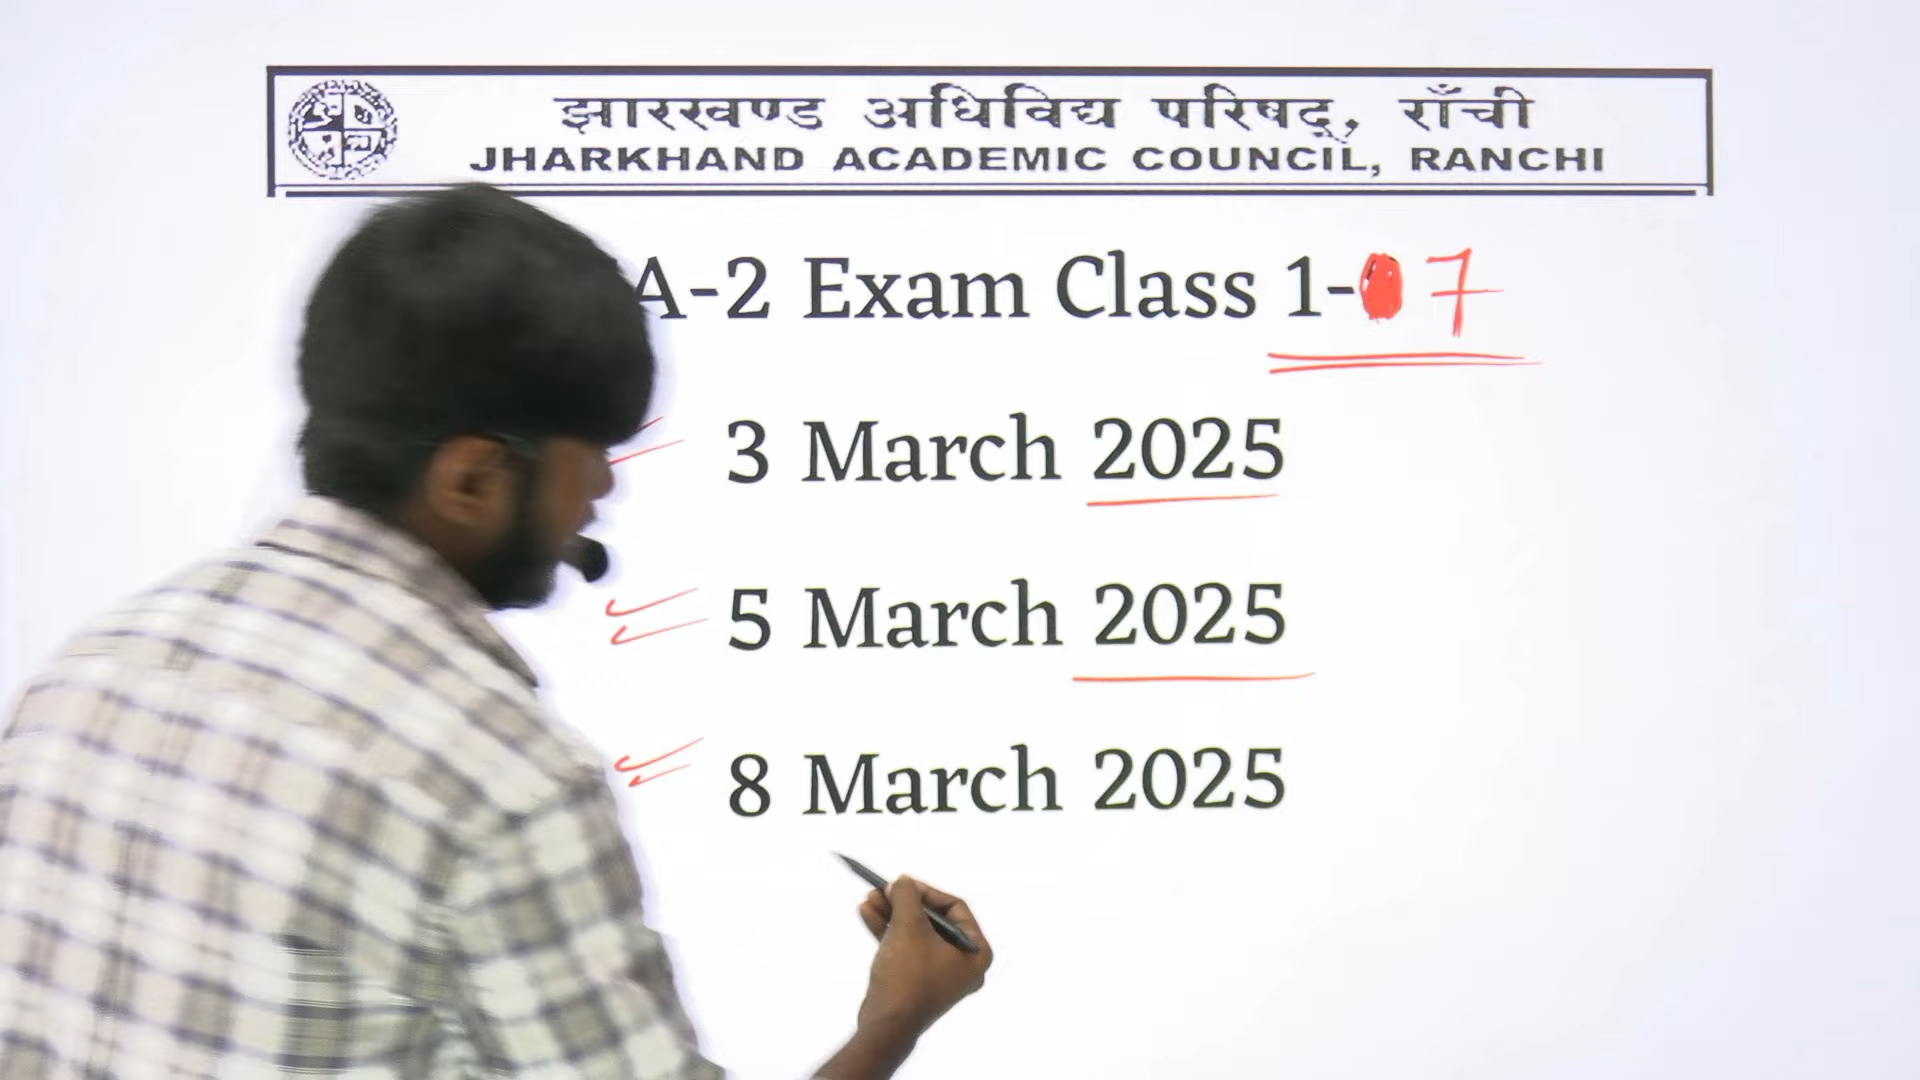 झारखण्ड अधिविद्य परिषद्, राँची
JHARKHAND ACADEMIC COUNCIL, RANCHI
A-2 Exam Class 1- 7
3 March 2025
5 March 2025
8 March 2025